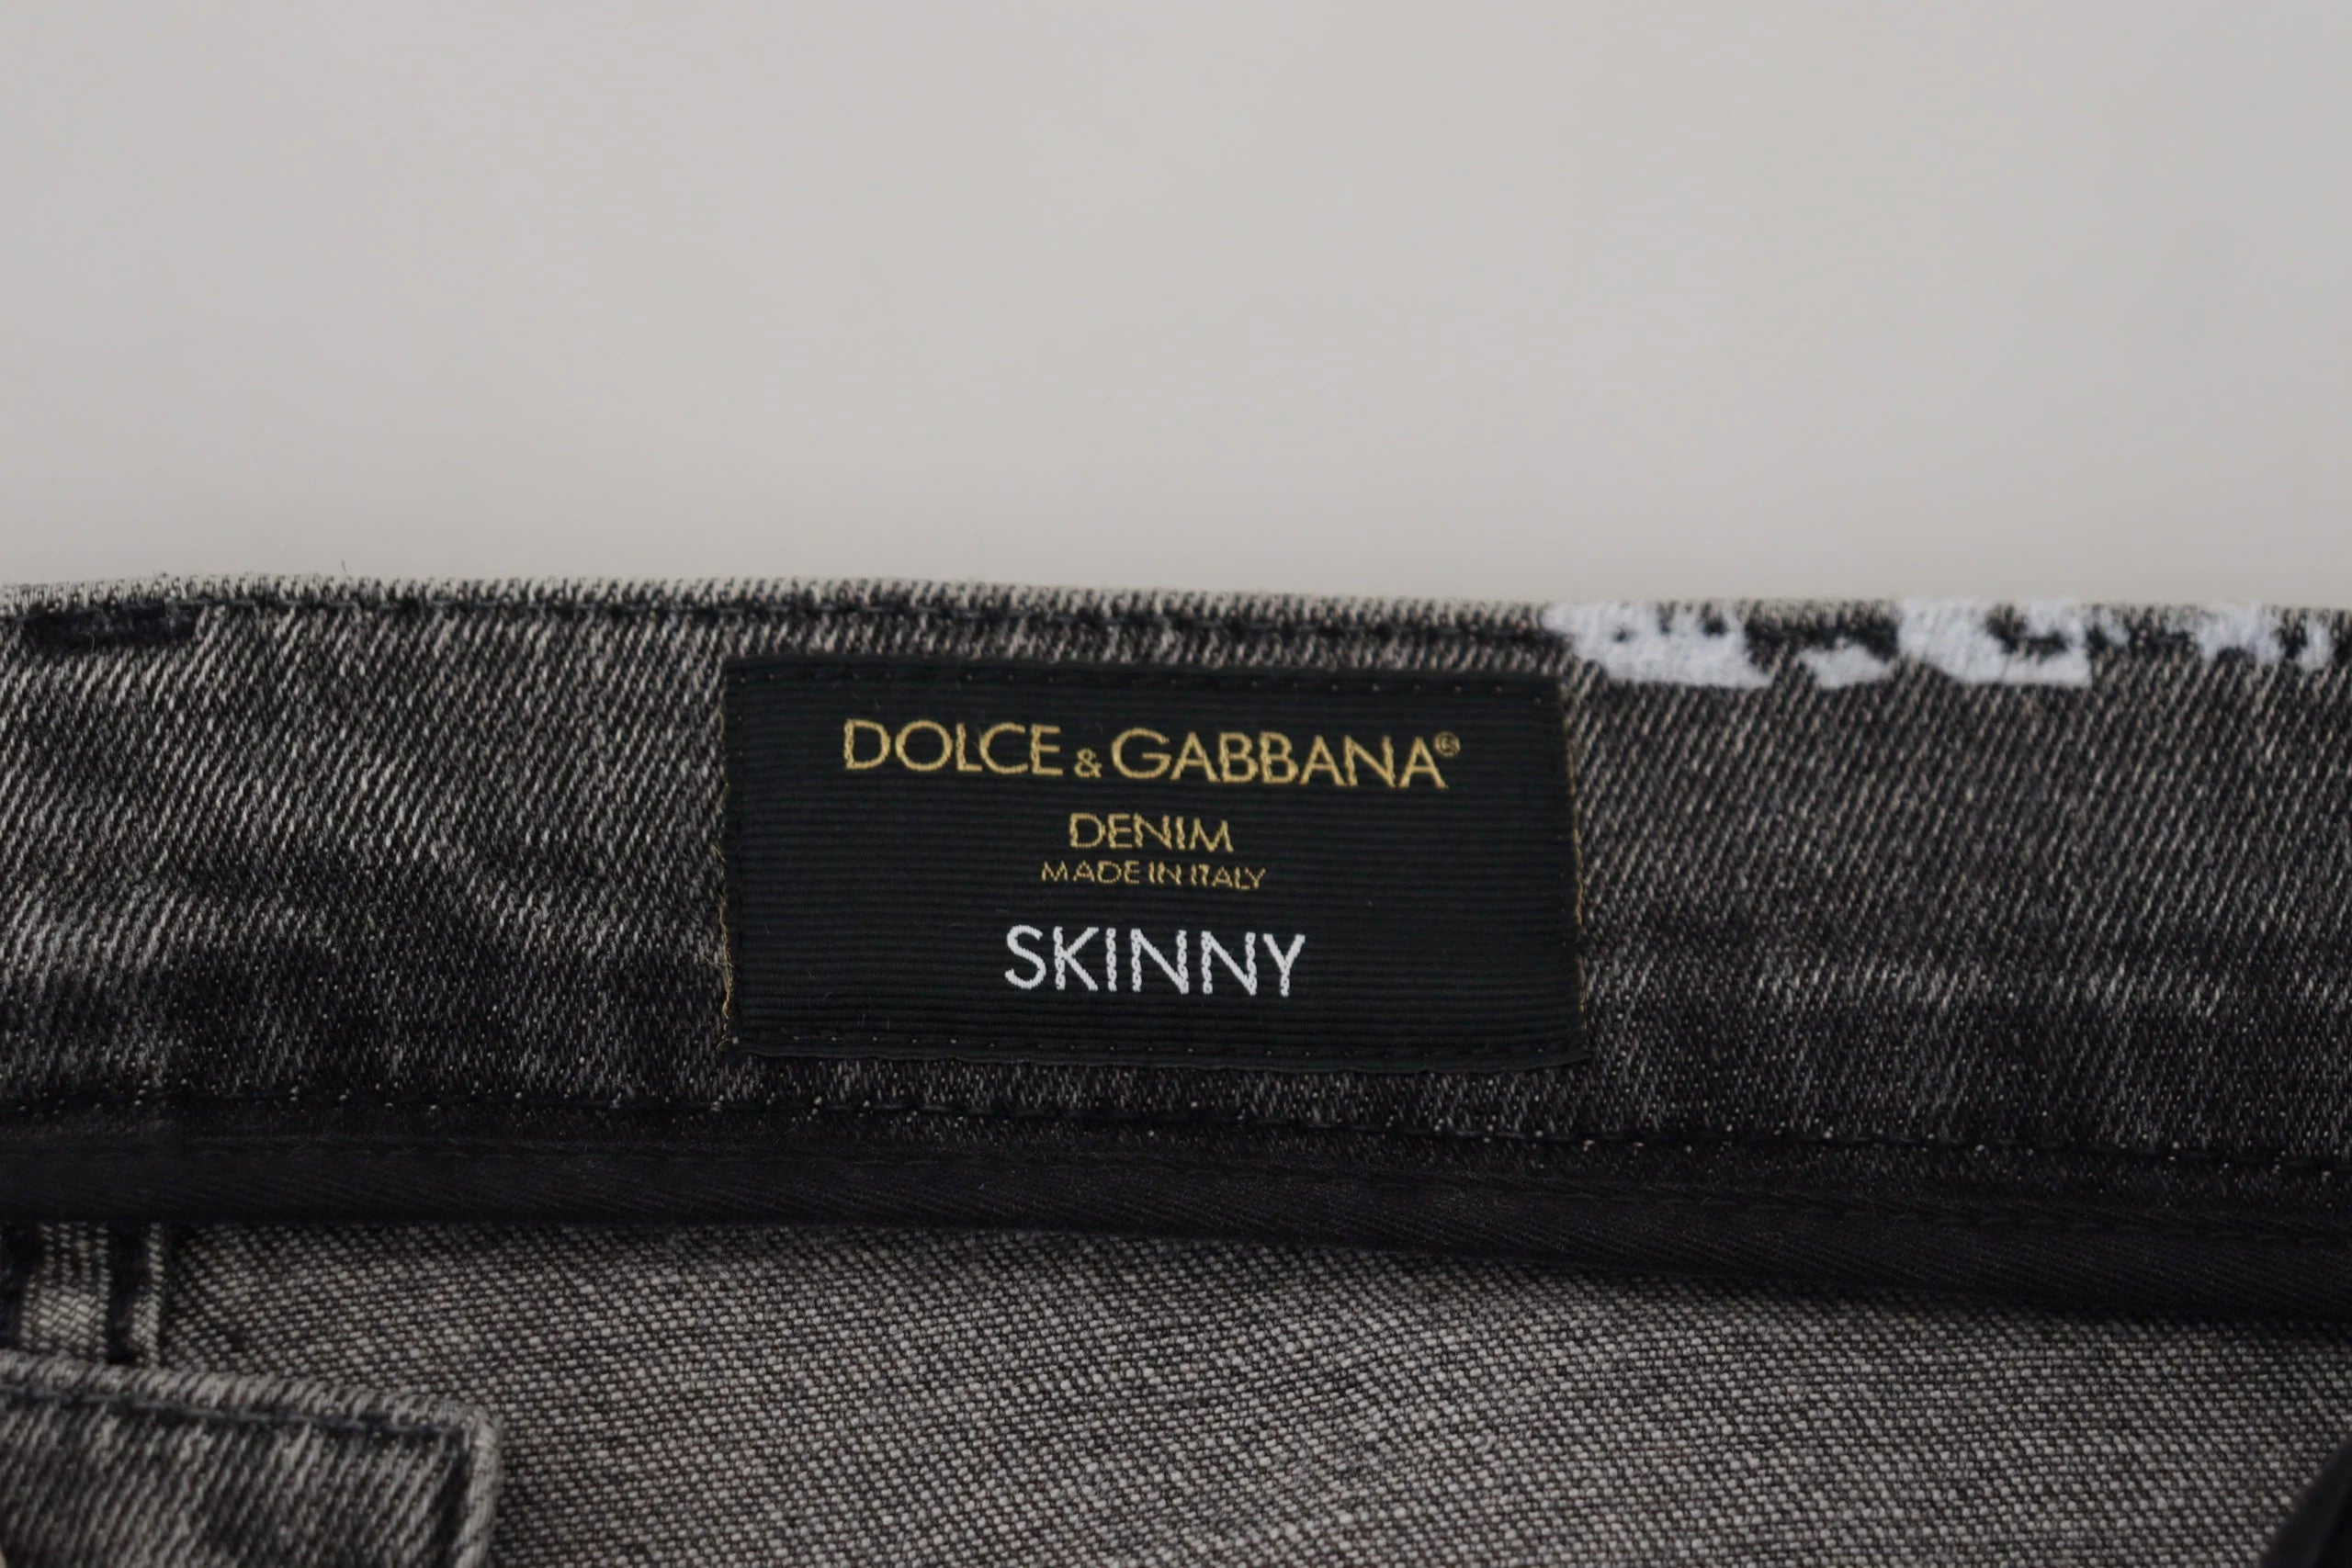 DOLCE & GABBANA®
DENIM
MADE IN ITALY
SKINNY